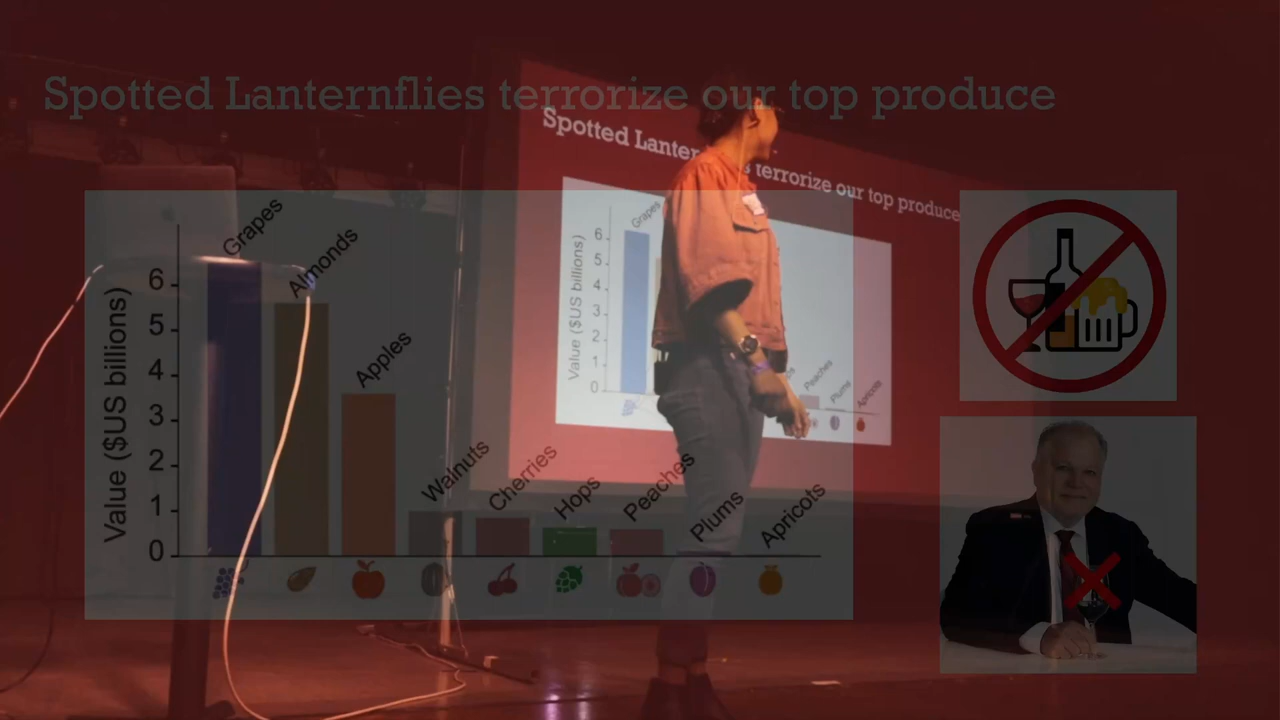 Spotted Lanternflies terrorize our top produce
Spotted Lanter s terrorize our top produce
Value ($US billions)
6
5
4
3
2
1
0
Grapes
Almonds
Apples
Walnuts
Cherries
Hops
Peaches
Plums
Apricots
Value ($US billions)
6
5
4
3
2
1
0
Grapes
Peaches
Plums
Apricots